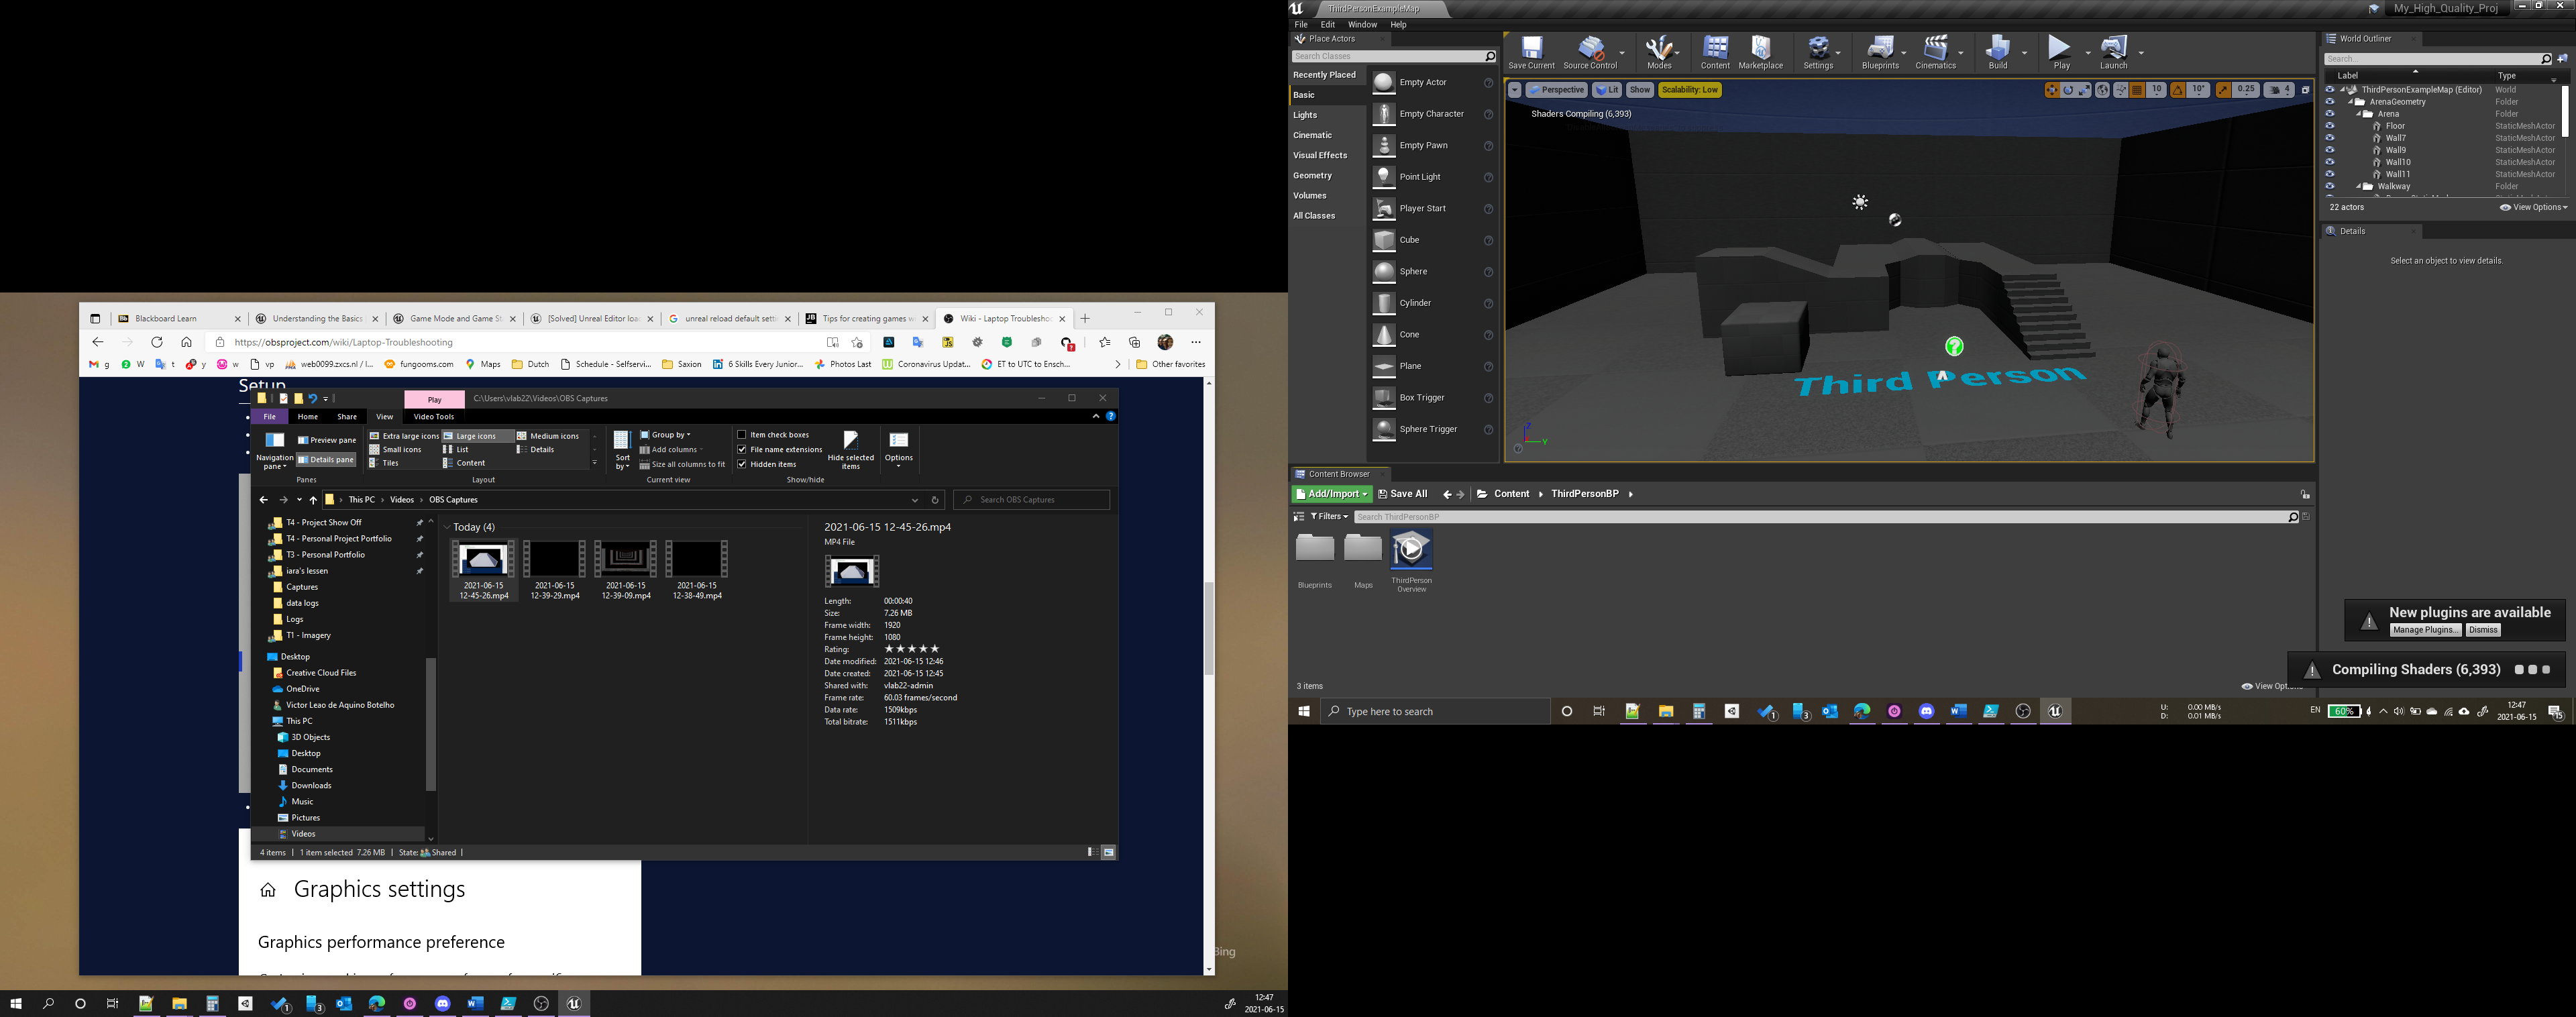 Blackboard Learn
Understanding the Basics
Game Mode and Game St
[Solved] Unreal Editor loa
unreal reload default setti
Tips for creating games w
Wiki - Laptop Troubleshoo
https://obsproject.com/wiki/Laptop-Troubleshooting
g
W
t
y
w
vp
web0099.zxcs.nl / l...
fungooms.com
Maps
Dutch
Schedule - Selfservi...
Saxion
6 Skills Every Junior...
Photos Last
Coronavirus Updat...
ET to UTC to Ensch...
Other favorites
Setup
Play
C:\Users\vlab22\Videos\OBS Captures
File
Home
Share
View
Video Tools
Navigation pane
Preview pane
Details pane
Panes
Extra large icons
Large icons
Medium icons
Small icons
List
Details
Tiles
Content
Layout
Sort by
Group by
Add columns
Size all columns to fit
Current view
Item check boxes
File name extensions
Hidden items
Hide selected items
Show/hide
Options
This PC > Videos > OBS Captures
Search OBS Captures
T4 - Project Show Off
T4 - Personal Project Portfolio
T3 - Personal Portfolio
iara's lessen
Captures
data logs
Logs
T1 - Imagery
Desktop
Creative Cloud Files
OneDrive
Victor Leao de Aquino Botelho
This PC
3D Objects
Desktop
Documents
Downloads
Music
Pictures
Videos
Today (4)
2021-06-15 12-45-26.mp4
2021-06-15 12-39-29.mp4
2021-06-15 12-39-09.mp4
2021-06-15 12-38-49.mp4
2021-06-15 12-45-26.mp4
MP4 File
Length: 00:00:40
Size: 7.26 MB
Frame width: 1920
Frame height: 1080
Rating:
Date modified: 2021-06-15 12:46
Date created: 2021-06-15 12:45
Shared with: vlab22-admin
Frame rate: 60.03 frames/second
Data rate: 1509kbps
Total bitrate: 1511kbps
4 items
1 item selected 7.26 MB
State: Shared
Graphics settings
Graphics performance preference
Bing
12:47
2021-06-15
ThirdPersonExampleMap
My_High_Quality_Proj
File
Edit
Window
Help
Place Actors
Search Classes
Recently Placed
Basic
Lights
Cinematic
Visual Effects
Geometry
Volumes
All Classes
Empty Actor
Empty Character
Empty Pawn
Point Light
Player Start
Cube
Sphere
Cylinder
Cone
Plane
Box Trigger
Sphere Trigger
Save Current
Source Control
Modes
Content
Marketplace
Settings
Blueprints
Cinematics
Build
Play
Launch
Perspective
Lit
Show
Scalability: Low
10
10°
0.25
4
Shaders Compiling (6,393)
Third Person
Z
Y
World Outliner
Search...
Label
Type
ThirdPersonExampleMap (Editor) World
ArenaGeometry Folder
Arena Folder
Floor StaticMeshActor
Wall7 StaticMeshActor
Wall9 StaticMeshActor
Wall10 StaticMeshActor
Wall11 StaticMeshActor
Walkway Folder
22 actors
View Options
Details
Select an object to view details.
Content Browser
Add/Import
Save All
Content
ThirdPersonBP
Filters
Search ThirdPersonBP
Blueprints
Maps
ThirdPerson Overview
3 items
View Opti
New plugins are available
Manage Plugins...
Dismiss
Compiling Shaders (6,393)
Type here to search
U: 0.00 MB/s
D: 0.01 MB/s
EN
60%
12:47
2021-06-15
15